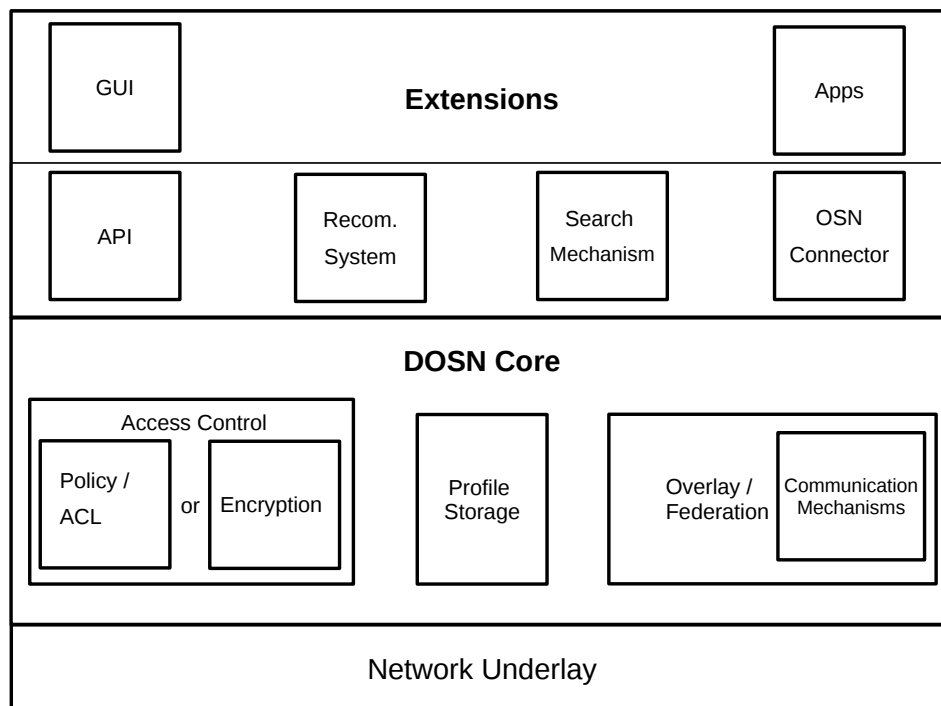 GUI
Extensions
Apps
API
Recom.
System
Search
Mechanism
OSN
Connector
DOSN Core
Access Control
Policy /
ACL
or
Encryption
Profile
Storage
Overlay /
Federation
Communication
Mechanisms
Network Underlay